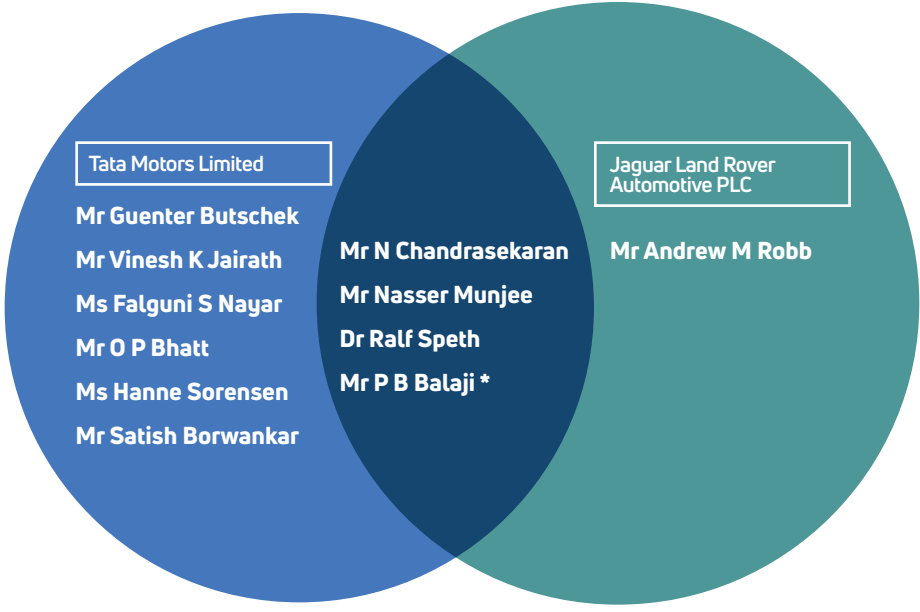 Tata Motors Limited
Mr Guenter Butschek
Mr Vinesh K Jairath
Ms Falguni S Nayar
Mr O P Bhatt
Ms Hanne Sorensen
Mr Satish Borwankar
Mr N Chandrasekaran
Mr Nasser Munjee
Dr Ralf Speth
Mr P B Balaji *
Jaguar Land Rover
Automotive PLC
Mr Andrew M Robb